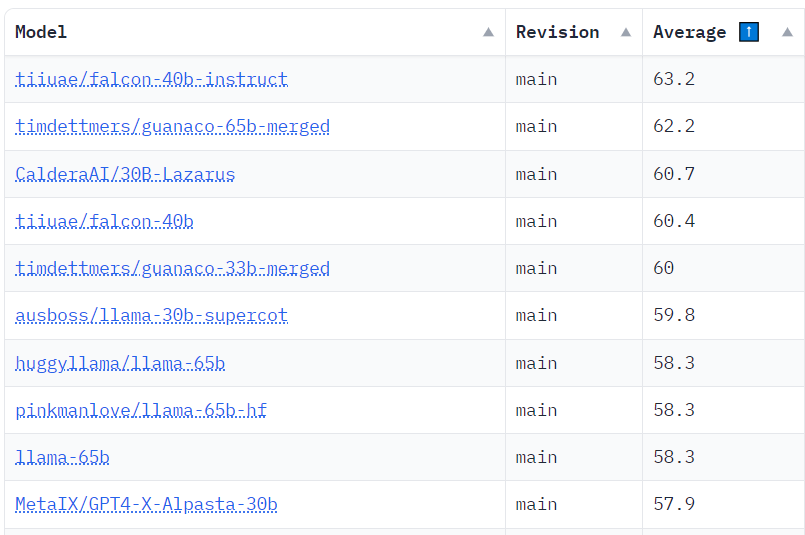 Model Revision Average ⬆️
tiiuae/falcon-40b-instruct main 63.2
timdettmers/guanaco-65b-merged main 62.2
CalderaAI/30B-Lazarus main 60.7
tiiuae/falcon-40b main 60.4
timdettmers/guanaco-33b-merged main 60
ausboss/llama-30b-supercot main 59.8
huggyllama/llama-65b main 58.3
pinkmanlove/llama-65b-hf main 58.3
llama-65b main 58.3
MetaIX/GPT4-X-Alpasta-30b main 57.9